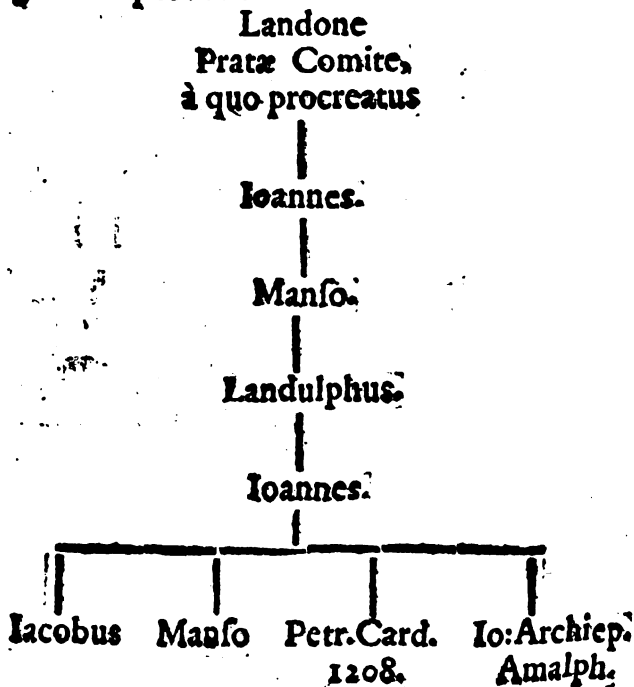 Landone
Pratæ Comite,
à quo procreatus
Ioannes.
Manſo.
Landulphus.
Ioannes.
Iacobus Manſo Petr.Card. Io:Archiep.
1208. Amalph.